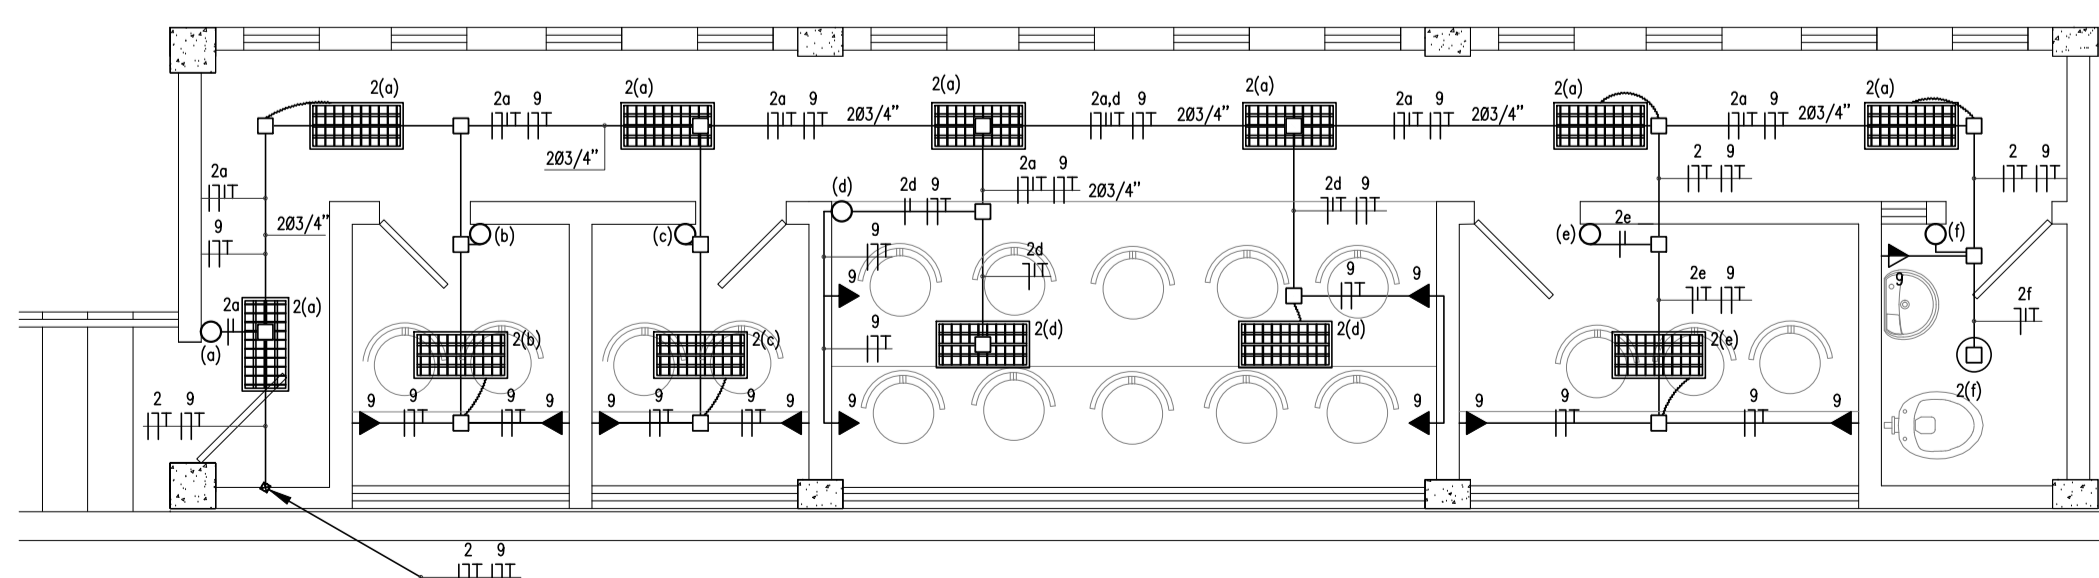 2(a) 2(a) 2(a) 2(a) 2(a) 2(a)
2a 9 2a 9 2a,d 9 2a 9 2a 9
2Ø3/4" 2Ø3/4" 2Ø3/4" 2Ø3/4"
2Ø3/4"
2 9 2 9
2a 9
2a (d) 2d 9 2Ø3/4" 2d 9
2Ø3/4" (b) (c) (e) 2e (f)
9 9 2d
9 9 9 2e 9 9
2a 2(a) 2f
(a) 2(b) 2(c) 9 2(d) 2(d) 2(e)
2 9 9 9 9 9 9 9 9 9 9 9 9 9 9 9 2(f)
2 9